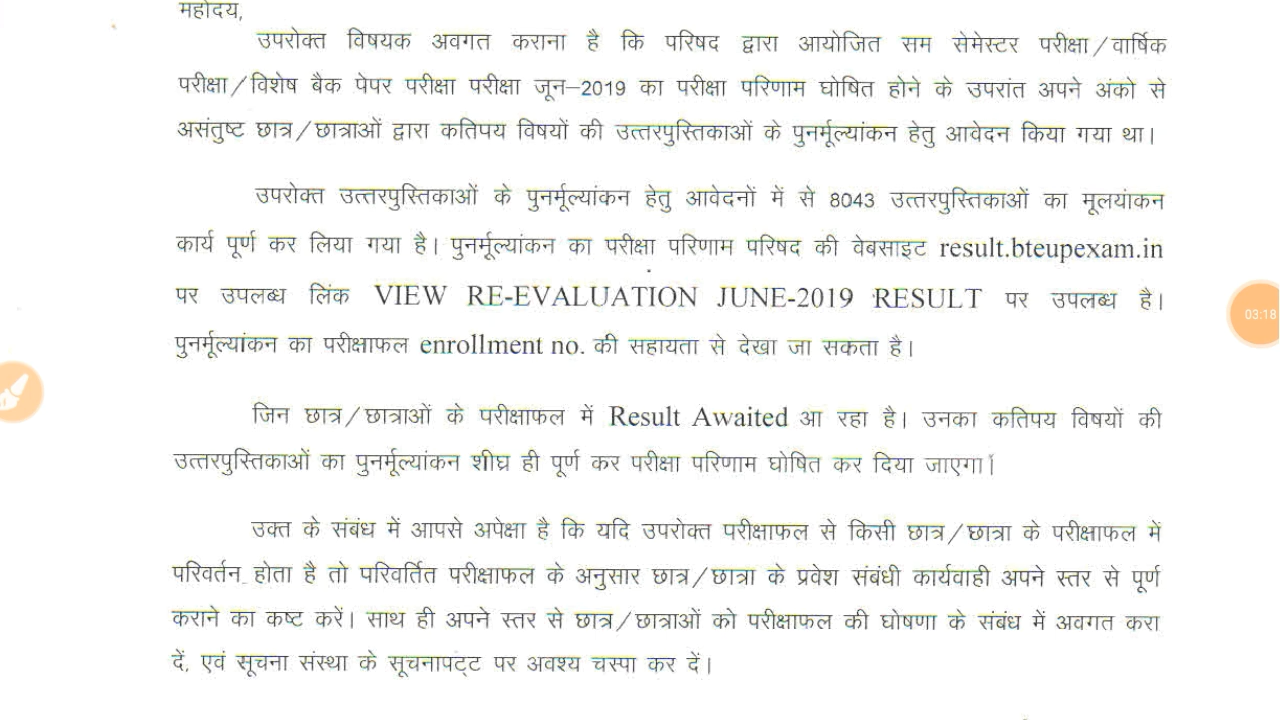 महोदय,
उपरोक्त विषयक अवगत कराना है कि परिषद द्वारा आयोजित सम सेमेस्टर परीक्षा/वार्षिक
परीक्षा/विशेष बैक पेपर परीक्षा परीक्षा जून–2019 का परीक्षा परिणाम घोषित होने के उपरांत अपने अंको से
असंतुष्ट छात्र/छात्राओं द्वारा कतिपय विषयों की उत्तरपुस्तिकाओं के पुनर्मूल्यांकन हेतु आवेदन किया गया था।
उपरोक्त उत्तरपुस्तिकाओं के पुनर्मूल्यांकन हेतु आवेदनों में से 8043 उत्तरपुस्तिकाओं का मूलयांकन
कार्य पूर्ण कर लिया गया है। पुनर्मूल्यांकन का परीक्षा परिणाम परिषद की वेबसाइट result.bteupexam.in
पर उपलब्ध लिंक VIEW RE-EVALUATION JUNE-2019 RESULT पर उपलब्ध है।
03:18
पुनर्मूल्यांकन का परीक्षाफल enrollment no. की सहायता से देखा जा सकता है।
जिन छात्र/छात्राओं के परीक्षाफल में Result Awaited आ रहा है। उनका कतिपय विषयों की
उत्तरपुस्तिकाओं का पुनर्मूल्यांकन शीघ्र ही पूर्ण कर परीक्षा परिणाम घोषित कर दिया जाएगा।
उक्त के संबंध में आपसे अपेक्षा है कि यदि उपरोक्त परीक्षाफल से किसी छात्र/छात्रा के परीक्षाफल में
परिवर्तन होता है तो परिवर्तित परीक्षाफल के अनुसार छात्र/छात्रा के प्रवेश संबंधी कार्यवाही अपने स्तर से पूर्ण
कराने का कष्ट करें। साथ ही अपने स्तर से छात्र/छात्राओं को परीक्षाफल की घोषणा के संबंध में अवगत करा
दें, एवं सूचना संस्था के सूचनापट्ट पर अवश्य चस्पा कर दें।